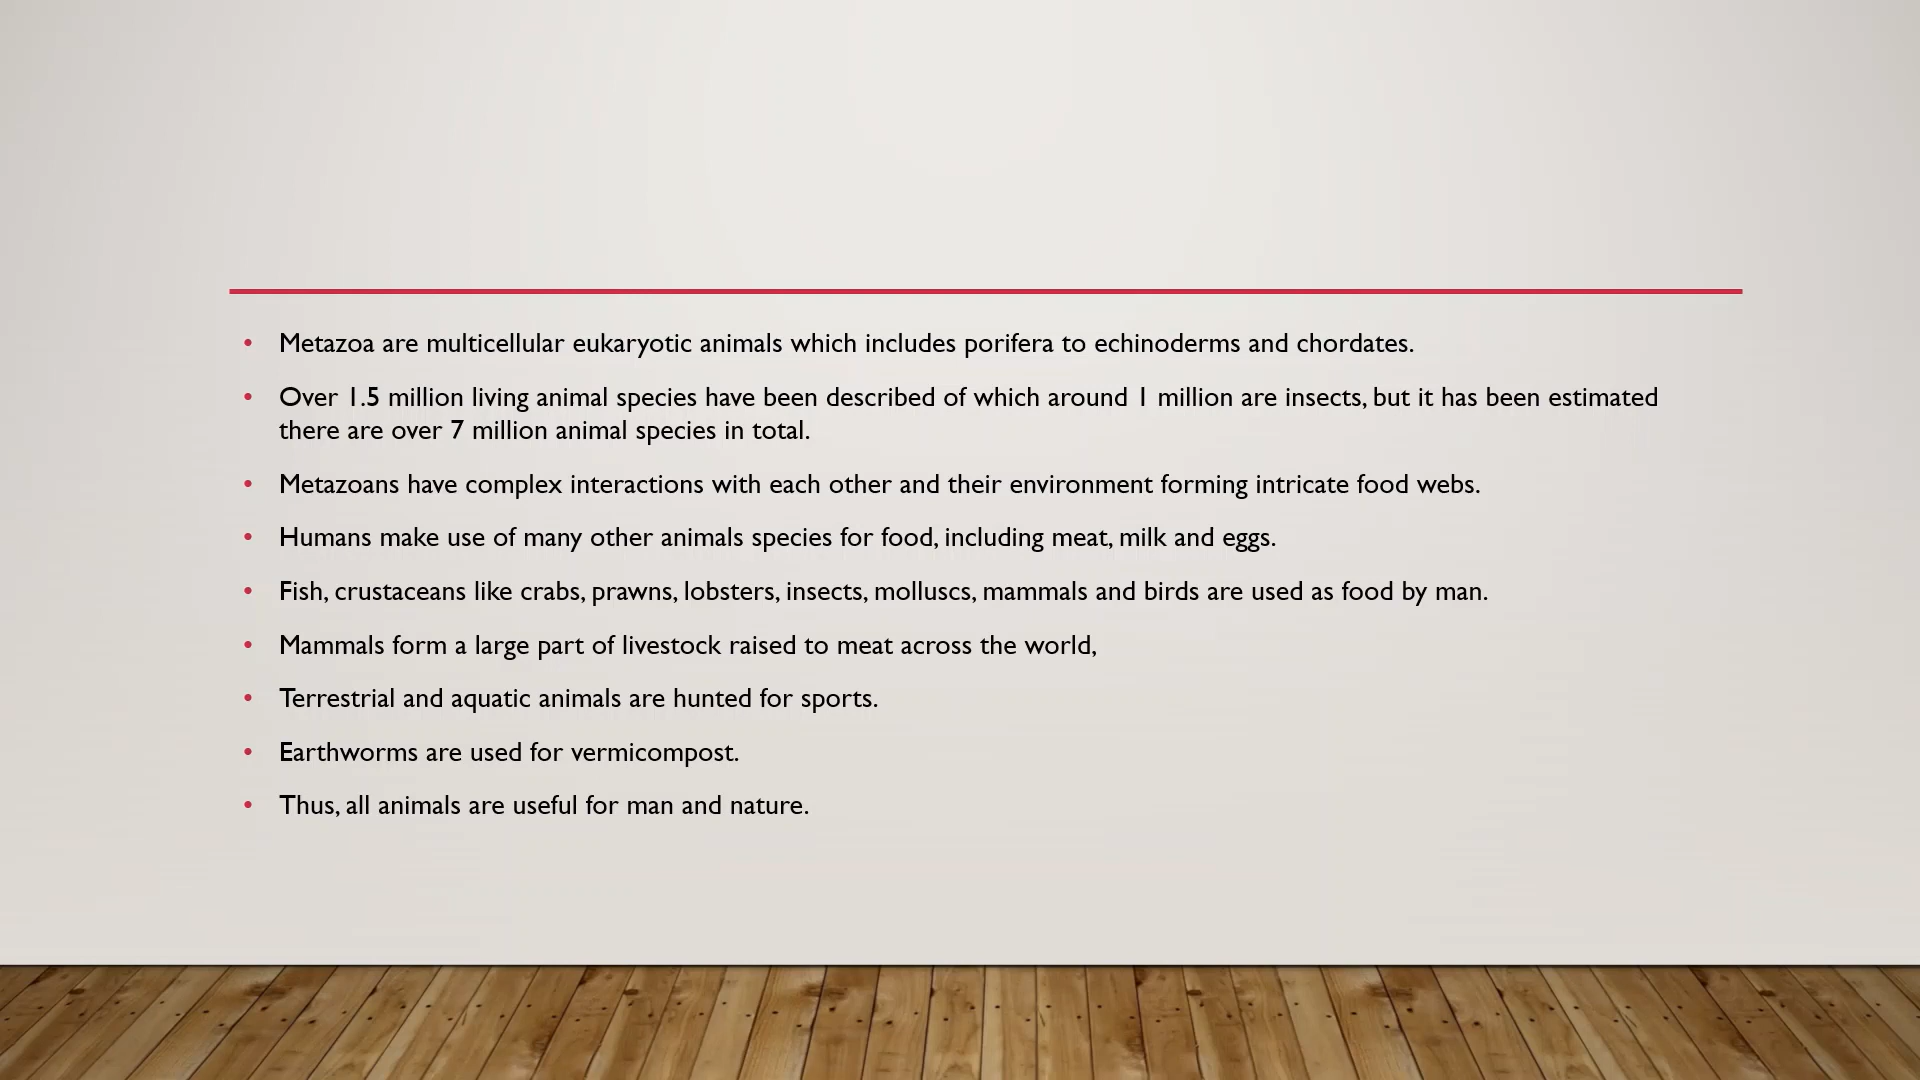 • Metazoa are multicellular eukaryotic animals which includes porifera to echinoderms and chordates.
• Over 1.5 million living animal species have been described of which around 1 million are insects, but it has been estimated
there are over 7 million animal species in total.
• Metazoans have complex interactions with each other and their environment forming intricate food webs.
• Humans make use of many other animals species for food, including meat, milk and eggs.
• Fish, crustaceans like crabs, prawns, lobsters, insects, molluscs, mammals and birds are used as food by man.
• Mammals form a large part of livestock raised to meat across the world,
• Terrestrial and aquatic animals are hunted for sports.
• Earthworms are used for vermicompost.
• Thus, all animals are useful for man and nature.